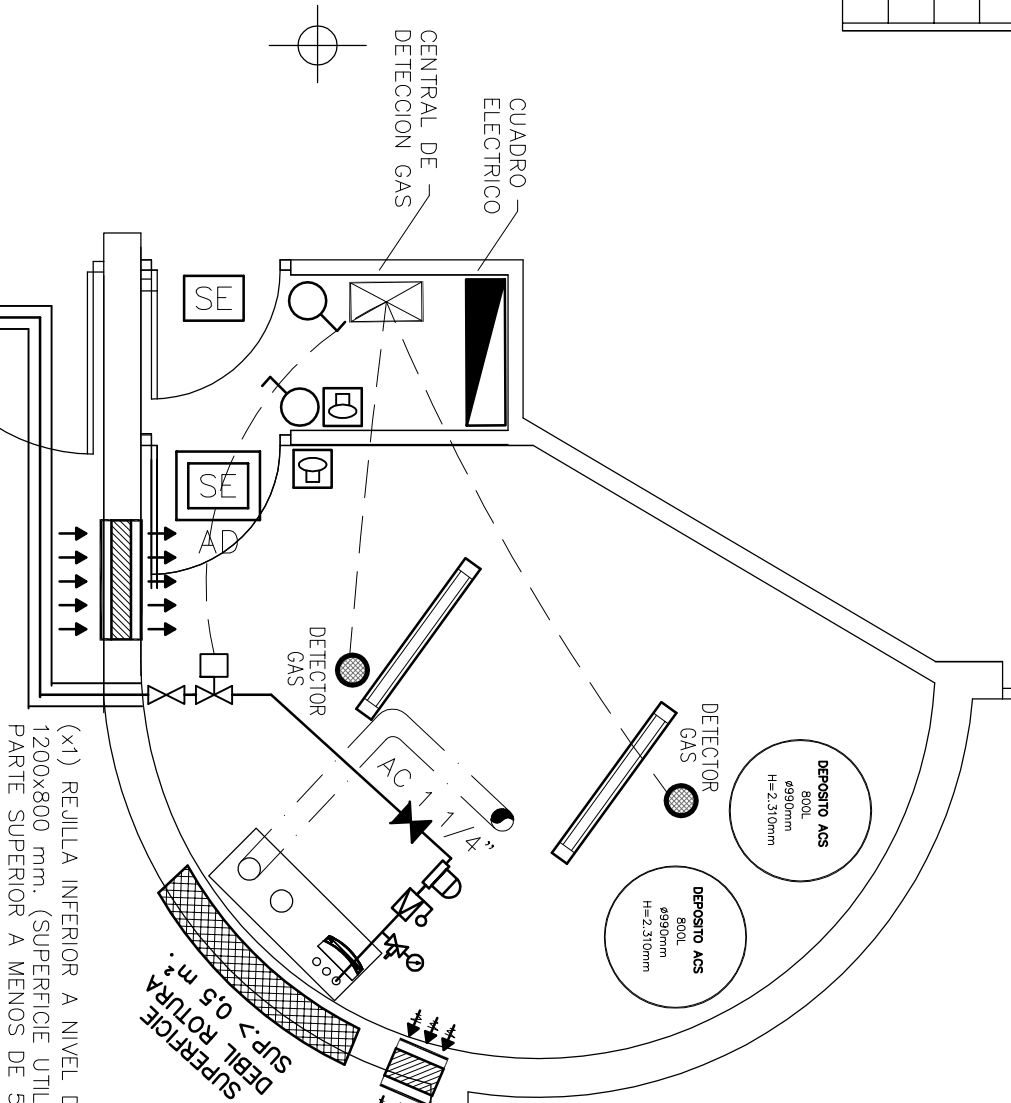 CENTRAL DE
DETECCION GAS
CUADRO
ELECTRICO
SE
SE
AD
DETECTOR
GAS
DETECTOR
GAS
AC 1 1/4"
DEPOSITO ACS
800L
ø990mm
H=2.310mm
DEPOSITO ACS
800L
ø990mm
H=2.310mm
SUPERFICIE
DEBIL ROTURA
SUP.> 0,5 m².
(x1) REJILLA INFERIOR A NIVEL
1200x800 mm. (SUPERFICIE UTIL
PARTE SUPERIOR A MENOS DE 5